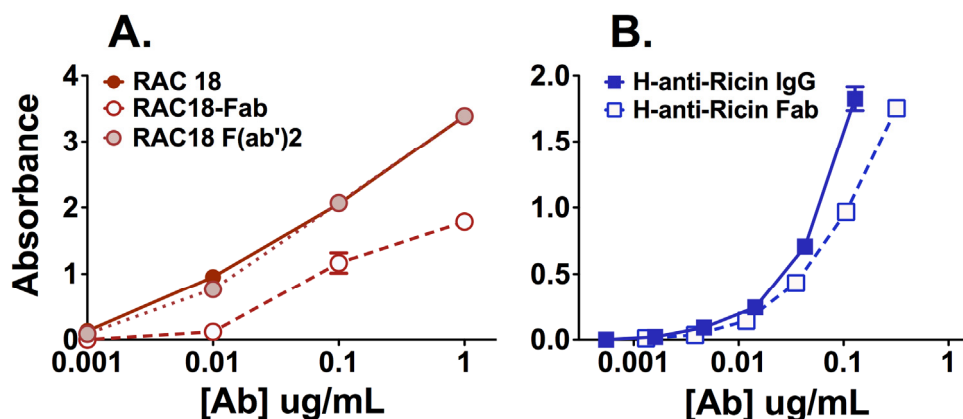 A.
RAC 18
RAC18-Fab
RAC18 F(ab')2
Absorbance
4
3
2
1
0
0.001 0.01 0.1 1
[Ab] ug/mL
B.
H-anti-Ricin IgG
H-anti-Ricin Fab
2.0
1.5
1.0
0.5
0.0
0.001 0.01 0.1 1
[Ab] ug/mL